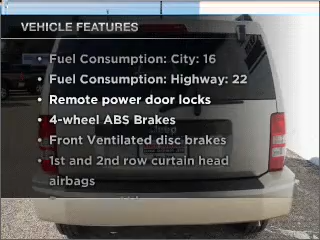 VEHICLE FEATURES
• Fuel Consumption: City: 16
• Fuel Consumption: Highway: 22
• Remote power door locks
• 4-wheel ABS Brakes
• Front Ventilated disc brakes
• 1st and 2nd row curtain head
airbags
Jeep